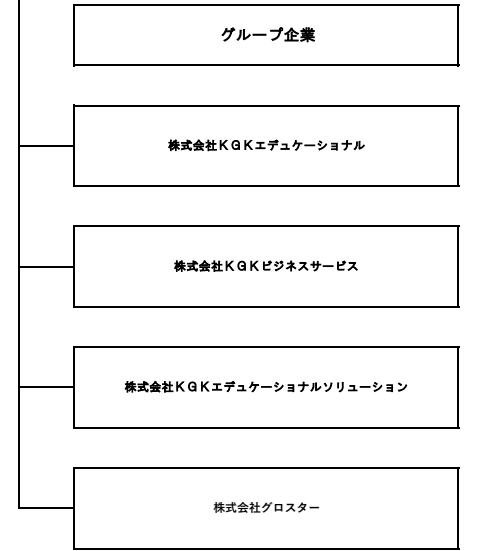 グループ企業
株式会社ＫＧＫエデュケーショナル
株式会社ＫＧＫビジネスサービス
株式会社ＫＧＫエデュケーショナルソリューション
株式会社グロスター